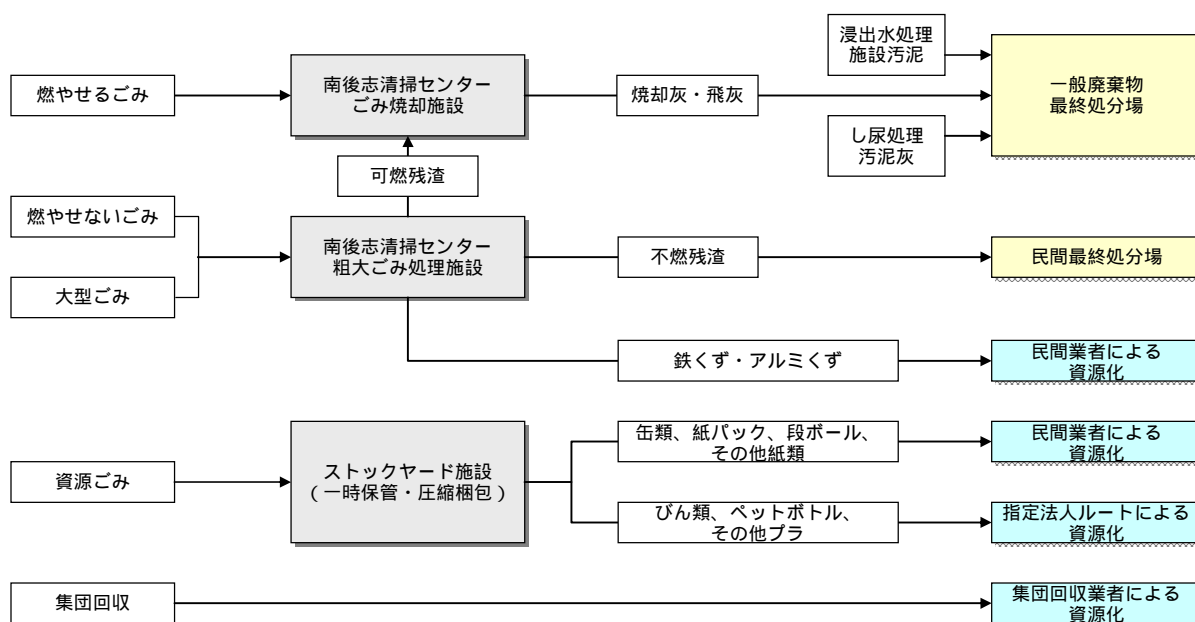 燃やせるごみ
南後志清掃センター
ごみ焼却施設
焼却灰・飛灰
浸出水処理
施設汚泥
し尿処理
汚泥灰
一般廃棄物
最終処分場
可燃残渣
燃やせないごみ
大型ごみ
南後志清掃センター
粗大ごみ処理施設
不燃残渣
民間最終処分場
鉄くず・アルミくず
民間業者による
資源化
資源ごみ
ストックヤード施設
（一時保管・圧縮梱包）
缶類、紙パック、段ボール、
その他紙類
民間業者による
資源化
びん類、ペットボトル、
その他プラ
指定法人ルートによる
資源化
集団回収
集団回収業者による
資源化